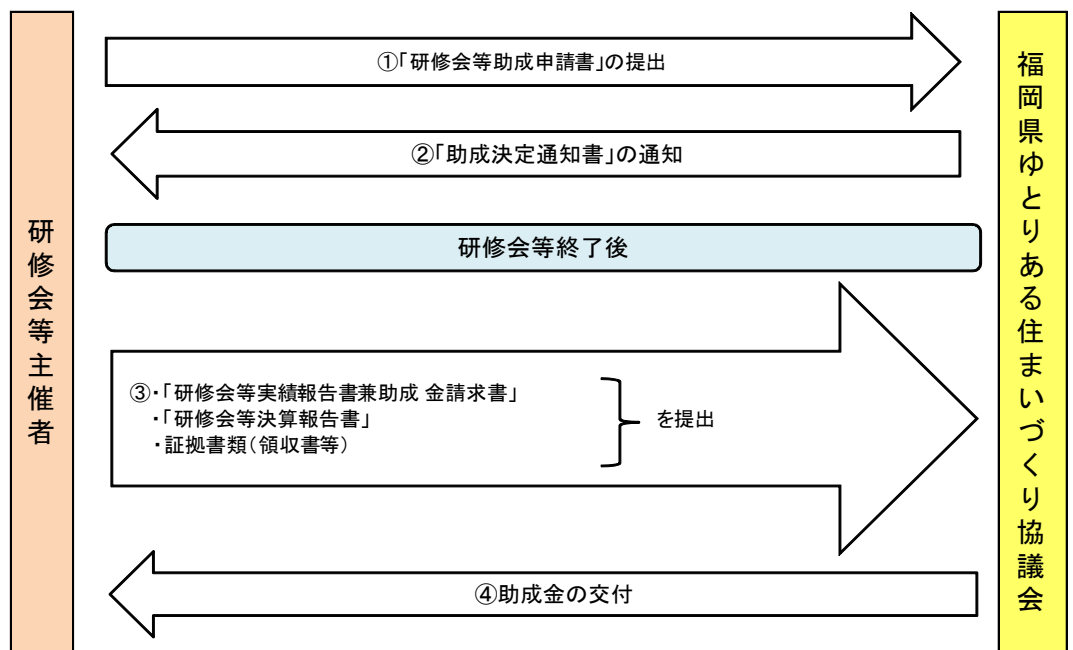 研修会等主催者
①｢研修会等助成申請書｣の提出
②｢助成決定通知書｣の通知
研修会等終了後
③・｢研修会等実績報告書兼助成 金請求書｣
・｢研修会等決算報告書｣
・証拠書類(領収書等)
を提出
④助成金の交付
福岡県ゆとりある住まいづくり協議会